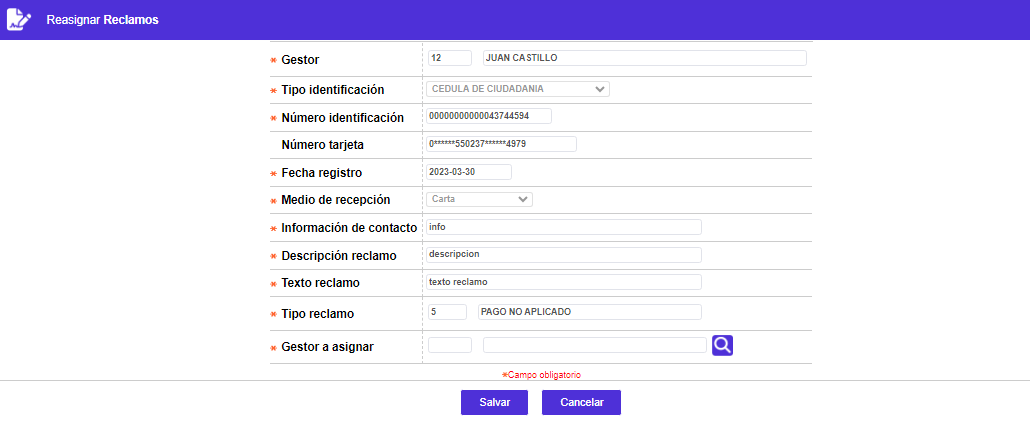 Reasignar Reclamos
* Gestor 12 JUAN CASTILLO
* Tipo identificación CEDULA DE CIUDADANIA
* Número identificación 00000000000043744594
Número tarjeta 0******550237******4979
* Fecha registro 2023-03-30
* Medio de recepción Carta
* Información de contacto info
* Descripción reclamo descripcion
* Texto reclamo texto reclamo
* Tipo reclamo 5 PAGO NO APLICADO
* Gestor a asignar
*Campo obligatorio
Salvar Cancelar